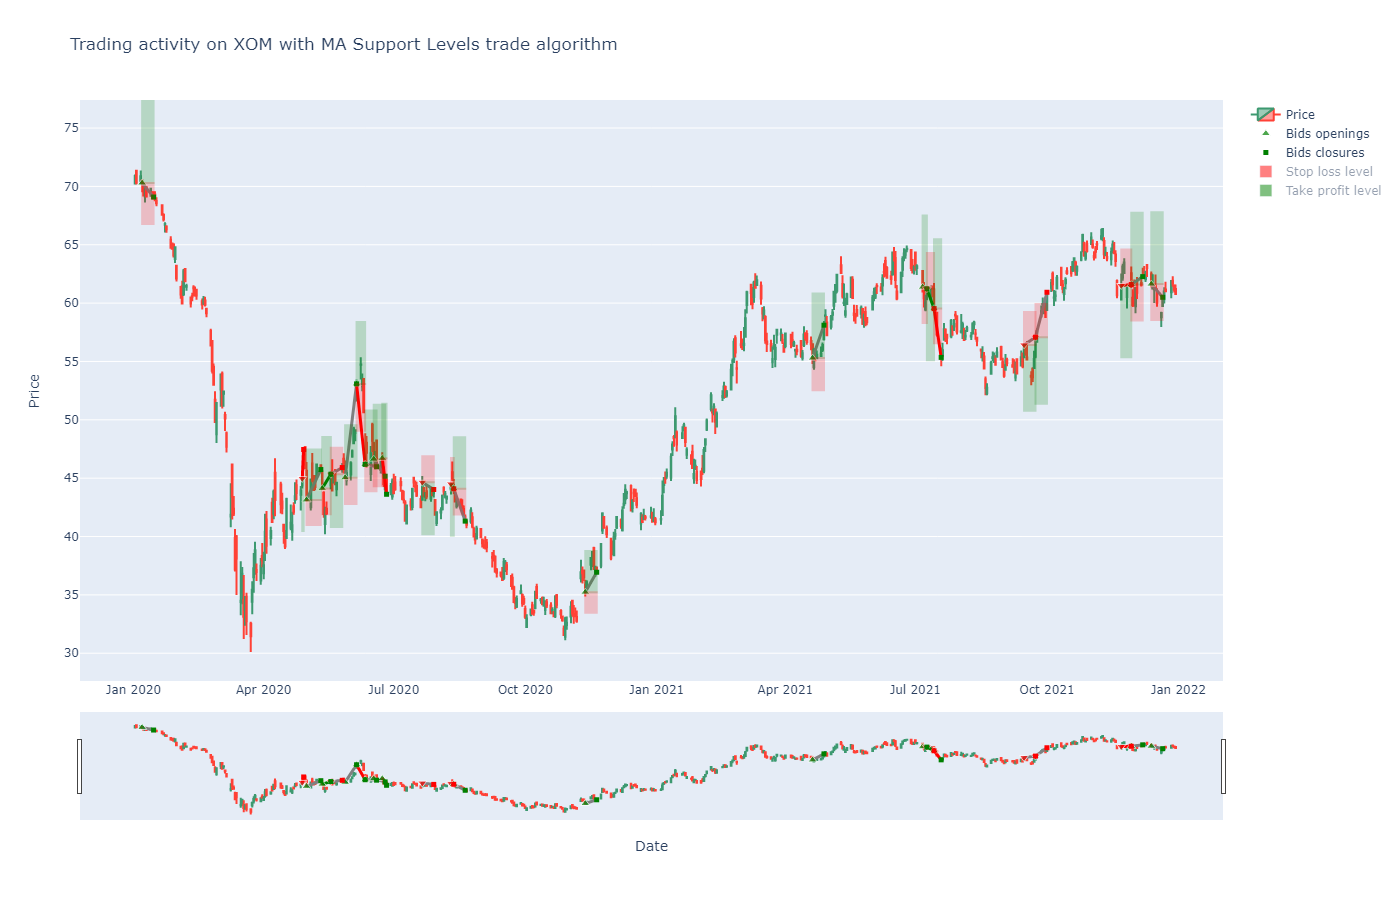 Trading activity on XOM with MA Support Levels trade algorithm
Price
Bids openings
Bids closures
Stop loss level
Take profit level
75
70
65
60
55
50
45
40
35
30
Price
Jan 2020
Apr 2020
Jul 2020
Oct 2020
Jan 2021
Apr 2021
Jul 2021
Oct 2021
Jan 2022
Date